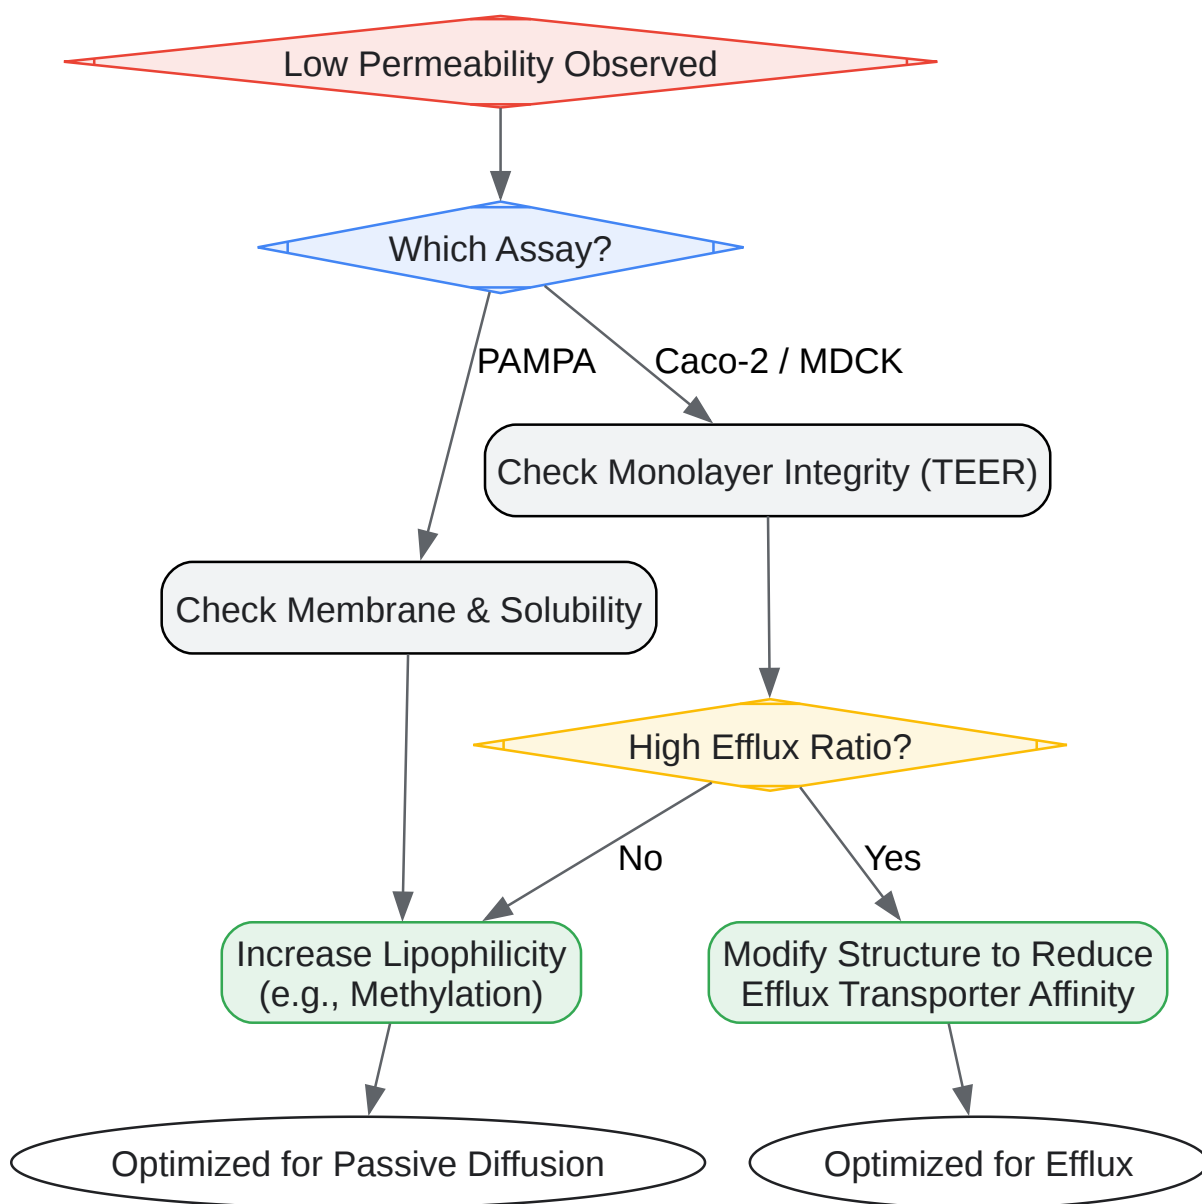 Low Permeability Observed
Which Assay?
PAMPA
Caco-2 / MDCK
Check Monolayer Integrity (TEER)
Check Membrane & Solubility
High Efflux Ratio?
No
Yes
Increase Lipophilicity
(e.g., Methylation)
Modify Structure to Reduce
Efflux Transporter Affinity
Optimized for Passive Diffusion
Optimized for Efflux